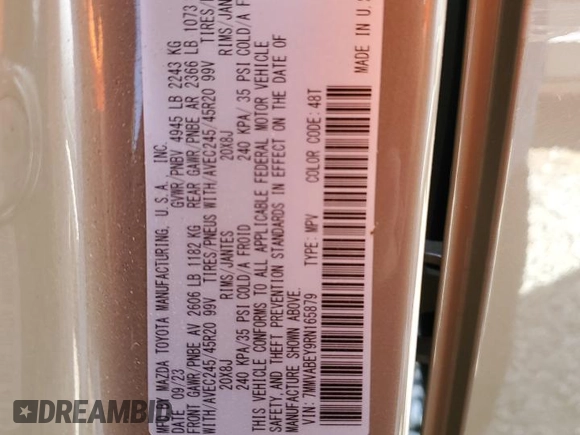 MFD. BY MAZDA TOYOTA MANUFACTURING, U.S.A., INC.
DATE 09/23 GVWR/PNBV 4945 LB 2243 KG
FRONT GAWR/PNBE AV 2606 LB 1182 KG REAR GAWR/PNBE AR 2366 LB 1073
WITH/AVEC245/45R20 99V TIRES/PNEUS WITH/AVEC245/45R20 99V TIRES/
20X8J RIMS/JANTES 20X8J RIMS/JANT
240 KPA/35 PSI COLD/A FROID 240 KPA/ 35 PSI COLD/A F
THIS VEHICLE CONFORMS TO ALL APPLICABLE FEDERAL MOTOR VEHICLE
SAFETY, AND THEFT PREVENTION STANDARDS IN EFFECT ON THE DATE OF
MANUFACTURE SHOWN ABOVE.
VIN: 7MMVABEY9RN165879 TYPE: MPV COLOR CODE: 48T MADE IN U.S
DREAMBID